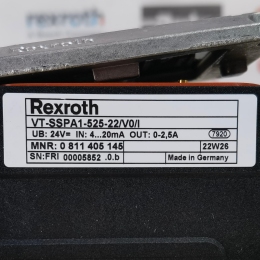 Rexroth
Rexroth
VT-SSPA1-525-22/V0/I
UB: 24V= IN: 4...20mA OUT: 0-2,5A 7920
MNR: 0 811 405 145 22W26
SN:FRI 00005852 .0.b Made in Germany